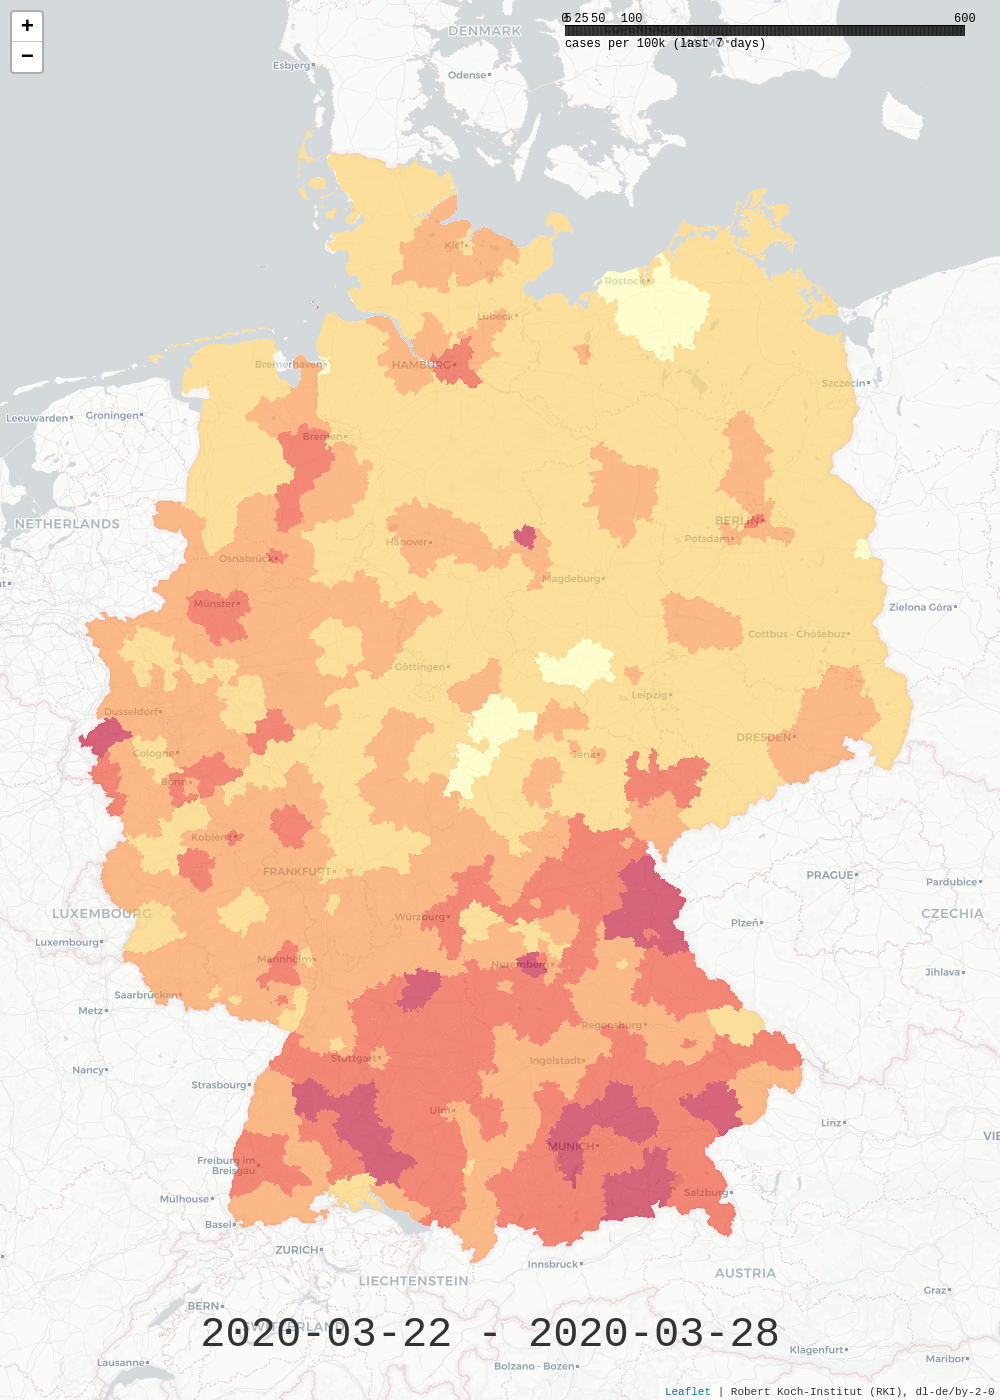 +
−
0 5 25 50 100 600
cases per 100k (last 7 days)
DENMARK
Esbjerg
Odense
Kiel
Rostock
Lübeck
Bremerhaven
HAMBURG
Szczecin
Leeuwarden
Groningen
Bremen
NETHERLANDS
BERLIN
Potsdam
Hanover
Osnabrück
Magdeburg
Münster
Zielona Góra
Cottbus - Chóśebuz
Göttingen
Leipzig
Dusseldorf
DRESDEN
Cologne
Jena
Bonn
Koblenz
FRANKFURT
PRAGUE
Pardubice
LUXEMBOURG
Würzburg
CZECHIA
Plzeň
Luxembourg
Mannheim
Nuremberg
Jihlava
Saarbrücken
Metz
Regensburg
Stuttgart
Ingolstadt
Nancy
Strasbourg
Ulm
Linz
VIE
MUNICH
Freiburg im
Breisgau
Salzburg
Mulhouse
Basel
ZURICH
Innsbruck
LIECHTENSTEIN
AUSTRIA
Graz
BERN
SWITZERLAND
2020-03-22 - 2020-03-28
Klagenfurt
Maribor
Lausanne
Bolzano - Bozen
Leaflet | Robert Koch-Institut (RKI), dl-de/by-2-0